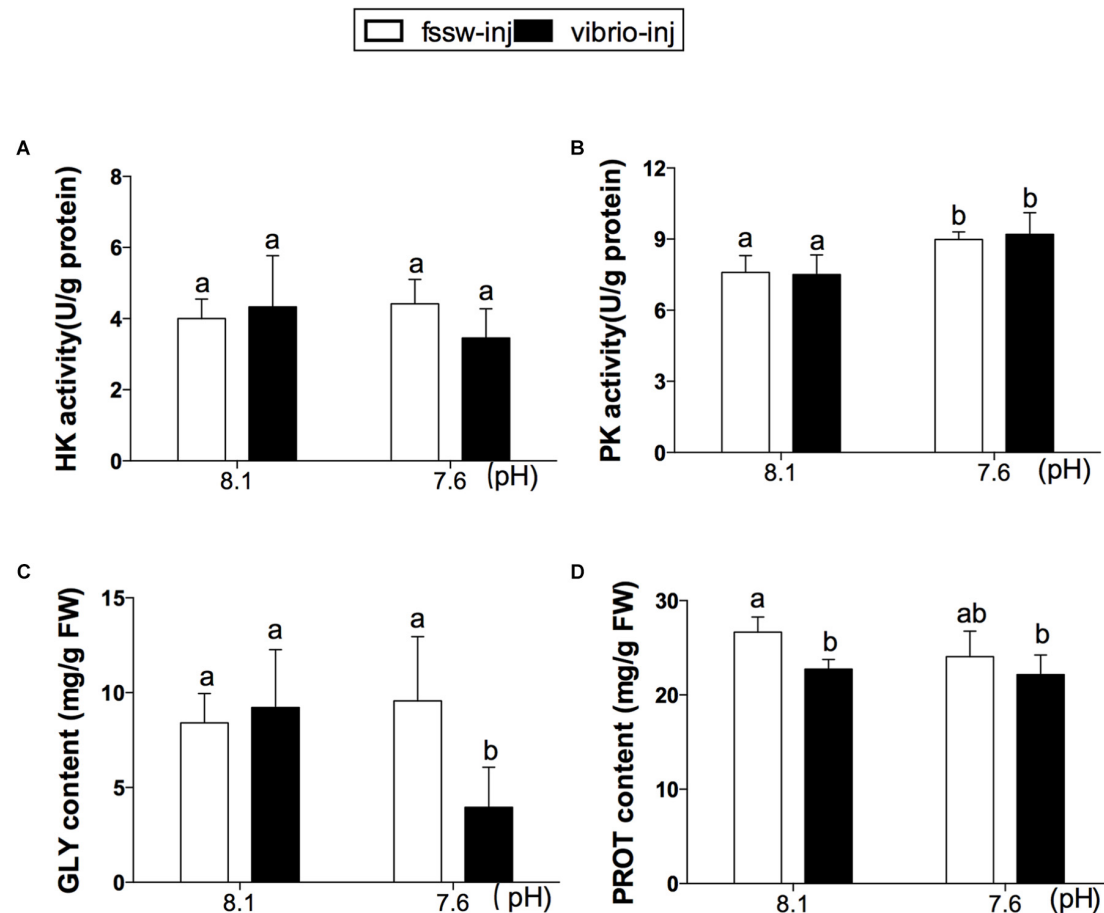 fssw-inj vibrio-inj
A
HK activity(U/g protein)
8
6
4
2
0
a
a
a
a
8.1
7.6
(pH)
B
PK activity(U/g protein)
12
9
6
3
0
a
a
b
b
8.1
7.6
(pH)
C
GLY content (mg/g FW)
15
10
5
0
a
a
a
b
8.1
7.6
( pH)
D
PROT content (mg/g FW)
30
20
10
0
a
b
ab
b
8.1
7.6
(pH)